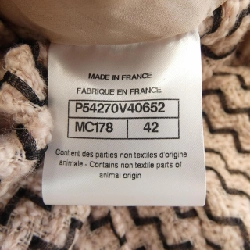 MADE IN FRANCE
FABRIQUE EN FRANCE
P54270V40652
MC178 42
Contient des parties non textiles d'origine
animale - Contains non textile parts of
animal origin